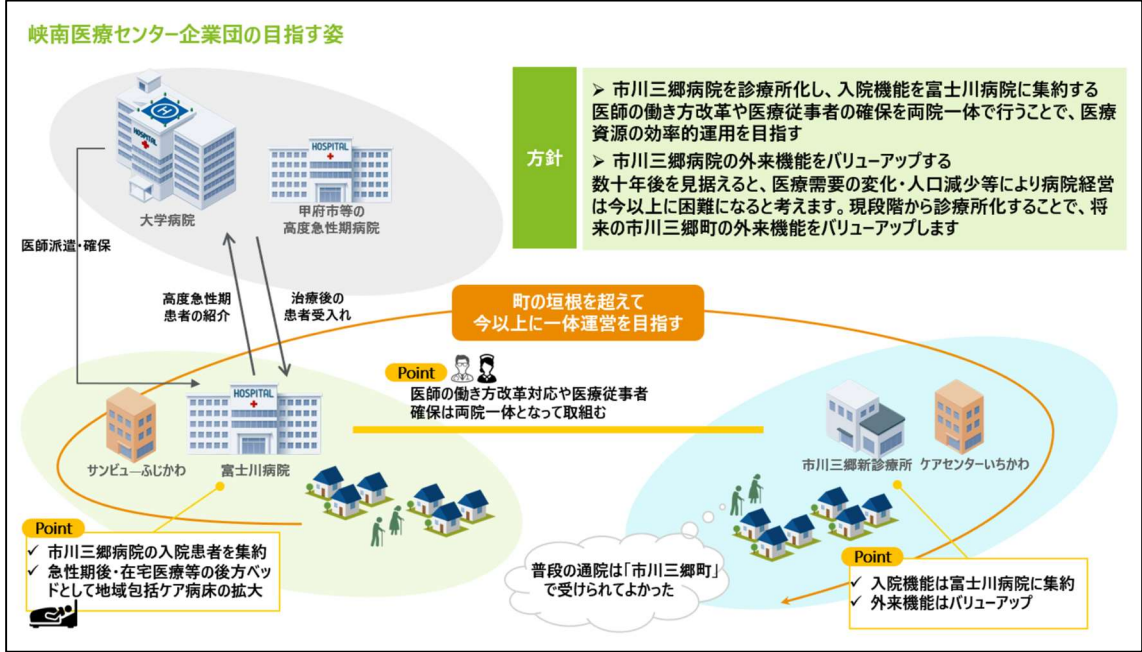 峡南医療センター企業団の目指す姿
方針
➢ 市川三郷病院を診療所化し、入院機能を富士川病院に集約する
医師の働き方改革や医療従事者の確保を両院一体で行うことで、医療
資源の効率的運用を目指す
➢ 市川三郷病院の外来機能をバリューアップする
数十年後を見据えると、医療需要の変化・人口減少等により病院経営
は今以上に困難になると考えます。現段階から診療所化することで、将
来の市川三郷町の外来機能をバリューアップします
H
HOSPITAL
大学病院
甲府市等の
高度急性期病院
医師派遣・確保
高度急性期
患者の紹介
治療後の
患者受入れ
町の垣根を超えて
今以上に一体運営を目指す
Point
医師の働き方改革対応や医療従事者
確保は両院一体となって取組む
HOSPITAL
サンビュ―ふじかわ
富士川病院
市川三郷新診療所
ケアセンターいちかわ
Point
✓ 市川三郷病院の入院患者を集約
✓ 急性期後・在宅医療等の後方ベッ
ドとして地域包括ケア病床の拡大
普段の通院は「市川三郷町」
で受けられてよかった
Point
✓ 入院機能は富士川病院に集約
✓ 外来機能はバリューアップ